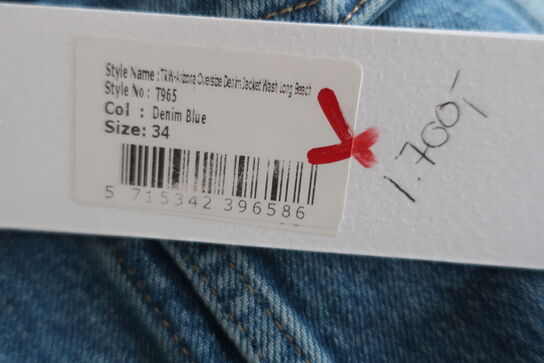 Style Name : TKW-Arizona Oversize Denim Jacket Wash Long Beach
Style No : T965
Col : Denim Blue
Size: 34
5 715342 396586
1.700,-